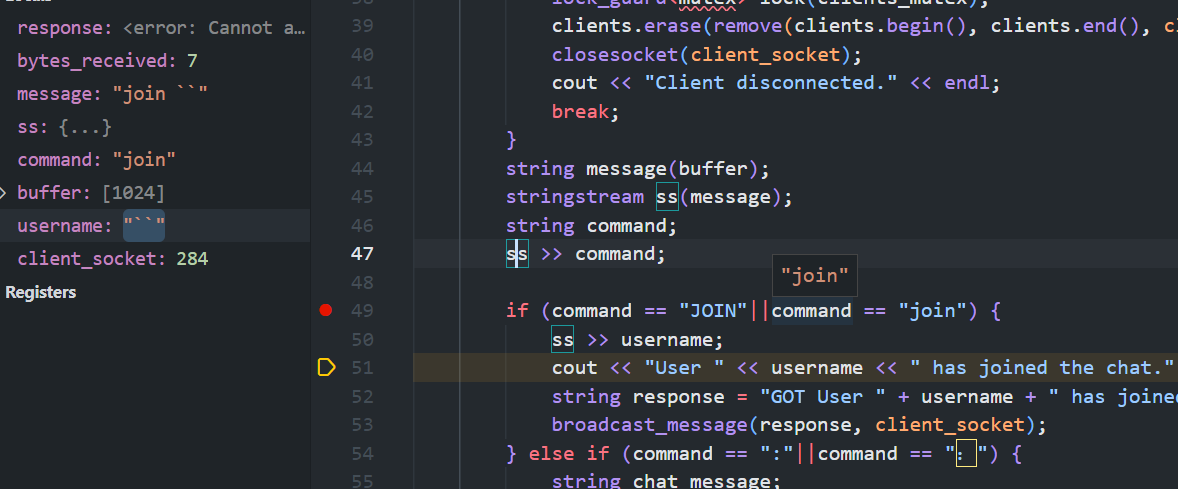 response: <error: Cannot a…
bytes_received: 7
message: "join ``"
ss: {...}
command: "join"
buffer: [1024]
username: "``"
client_socket: 284
Registers
lock_guard<mutex> lock(clients_mutex);
39 clients.erase(remove(clients.begin(), clients.end(), cl
40 closesocket(client_socket);
41 cout << "Client disconnected." << endl;
42 break;
43 }
44 string message(buffer);
45 stringstream ss(message);
46 string command;
47 ss >> command;
"join"
48
49 if (command == "JOIN"||command == "join") {
50 ss >> username;
51 cout << "User " << username << " has joined the chat."
52 string response = "GOT User " + username + " has joined
53 broadcast_message(response, client_socket);
54 } else if (command == ":"||command == "：") {
55 string chat_message;